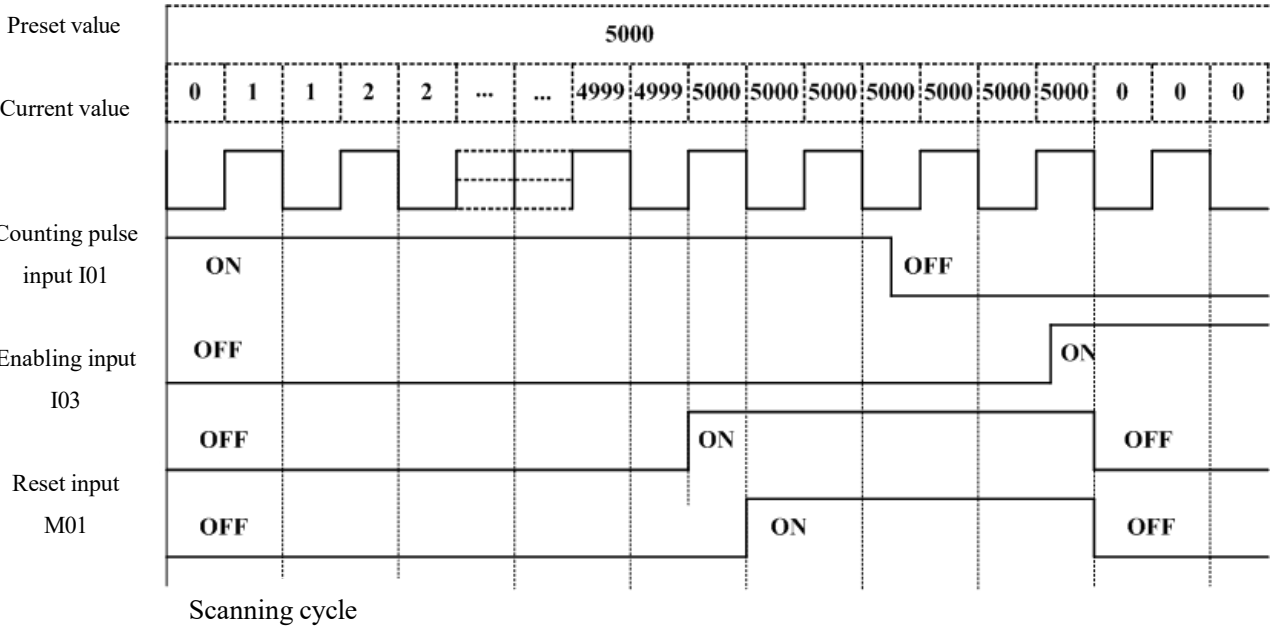 Preset value
5000
Current value
0 1 1 2 2 ... ... 4999 4999 5000 5000 5000 5000 5000 5000 5000 0 0 0
Counting pulse
input I01
ON OFF
Enabling input
I03
OFF ON
OFF ON OFF
Reset input
M01
OFF ON OFF
Scanning cycle